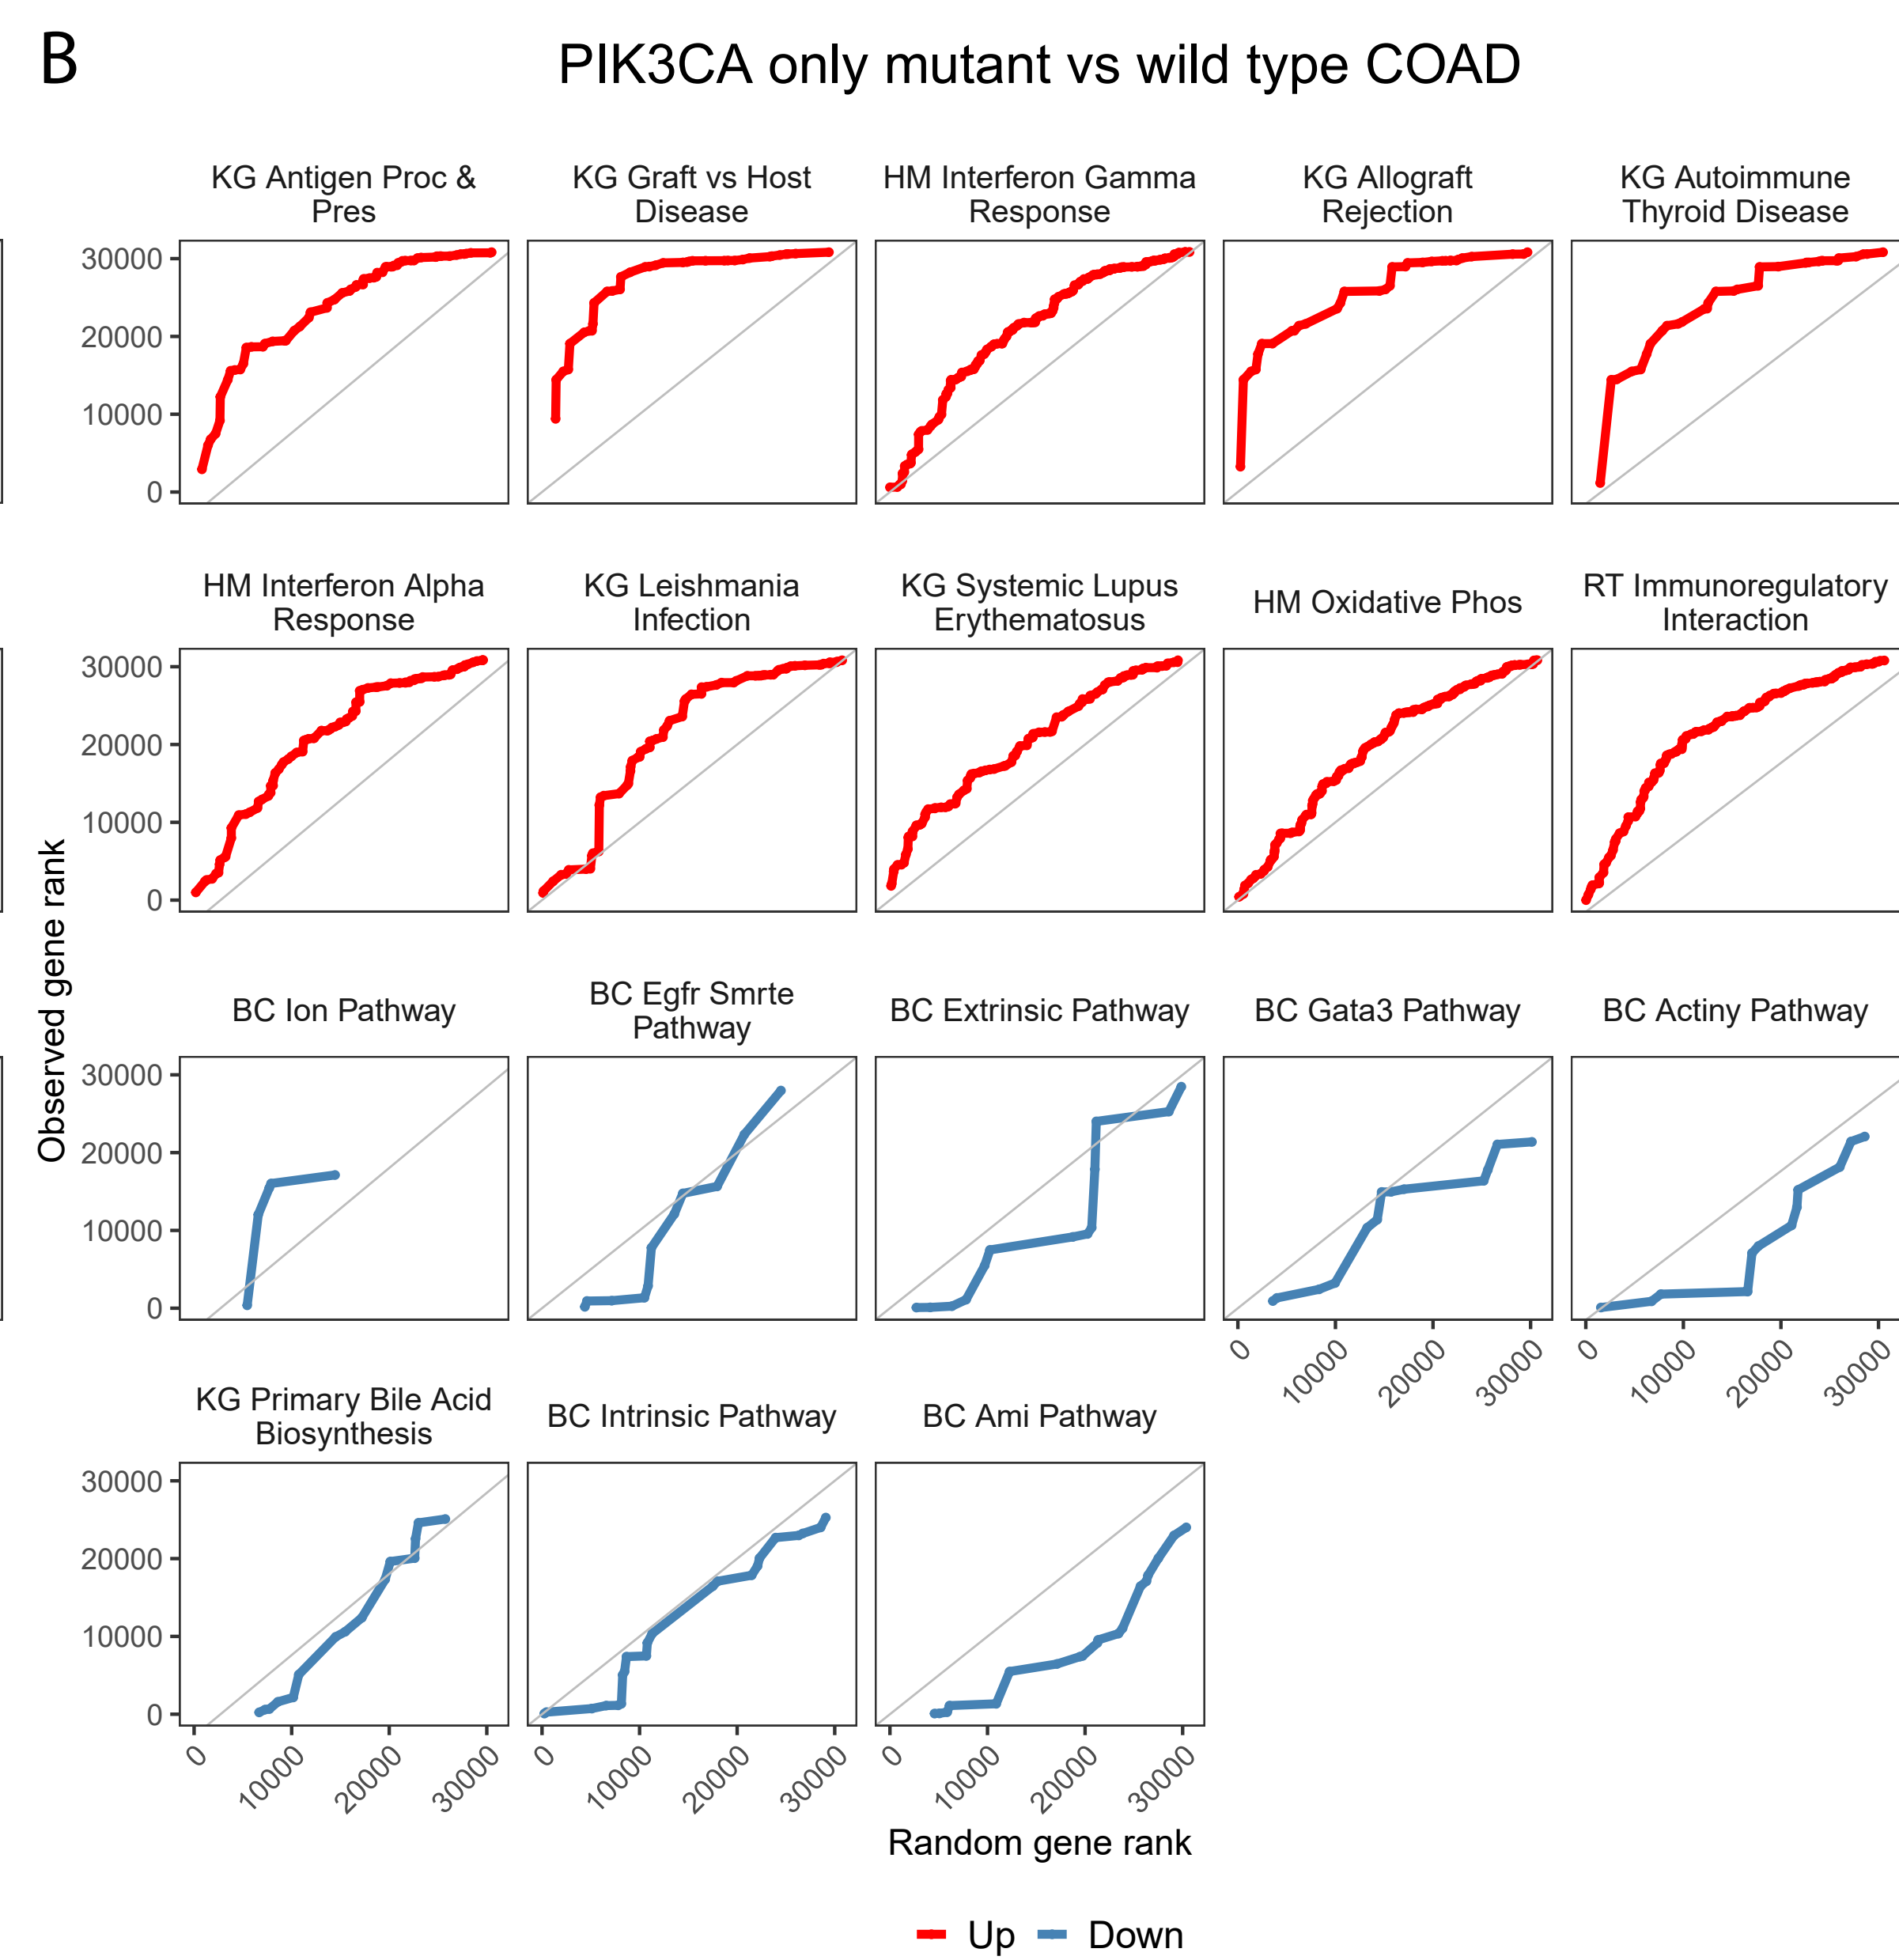 B
PIK3CA only mutant vs wild type COAD
KG Antigen Proc &
Pres
KG Graft vs Host
Disease
HM Interferon Gamma
Response
KG Allograft
Rejection
KG Autoimmune
Thyroid Disease
30000
20000
10000
0
HM Interferon Alpha
Response
KG Leishmania
Infection
KG Systemic Lupus
Erythematosus
HM Oxidative Phos
RT Immunoregulatory
Interaction
30000
20000
10000
0
Observed gene rank
BC Ion Pathway
BC Egfr Smrte
Pathway
BC Extrinsic Pathway
BC Gata3 Pathway
BC Actiny Pathway
30000
20000
10000
0
0 10000 20000 30000
0 10000 20000 30000
KG Primary Bile Acid
Biosynthesis
BC Intrinsic Pathway
BC Ami Pathway
30000
20000
10000
0
0 10000 20000 30000
0 10000 20000 30000
0 10000 20000 30000
Random gene rank
Up Down